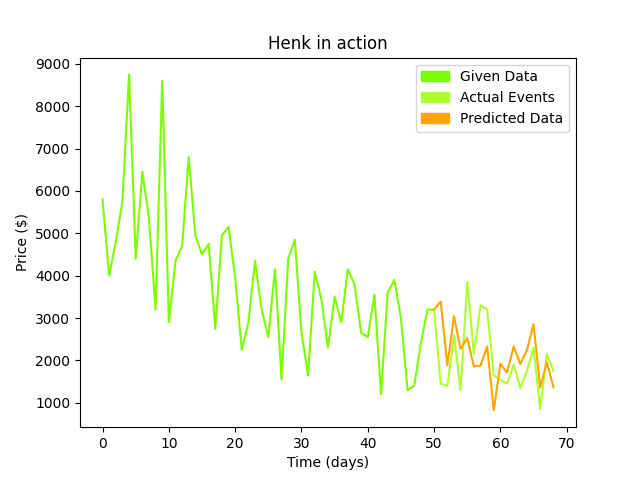 Henk in action
9000
8000
7000
6000
5000
4000
3000
2000
1000
Price ($)
Given Data
Actual Events
Predicted Data
0 10 20 30 40 50 60 70
Time (days)